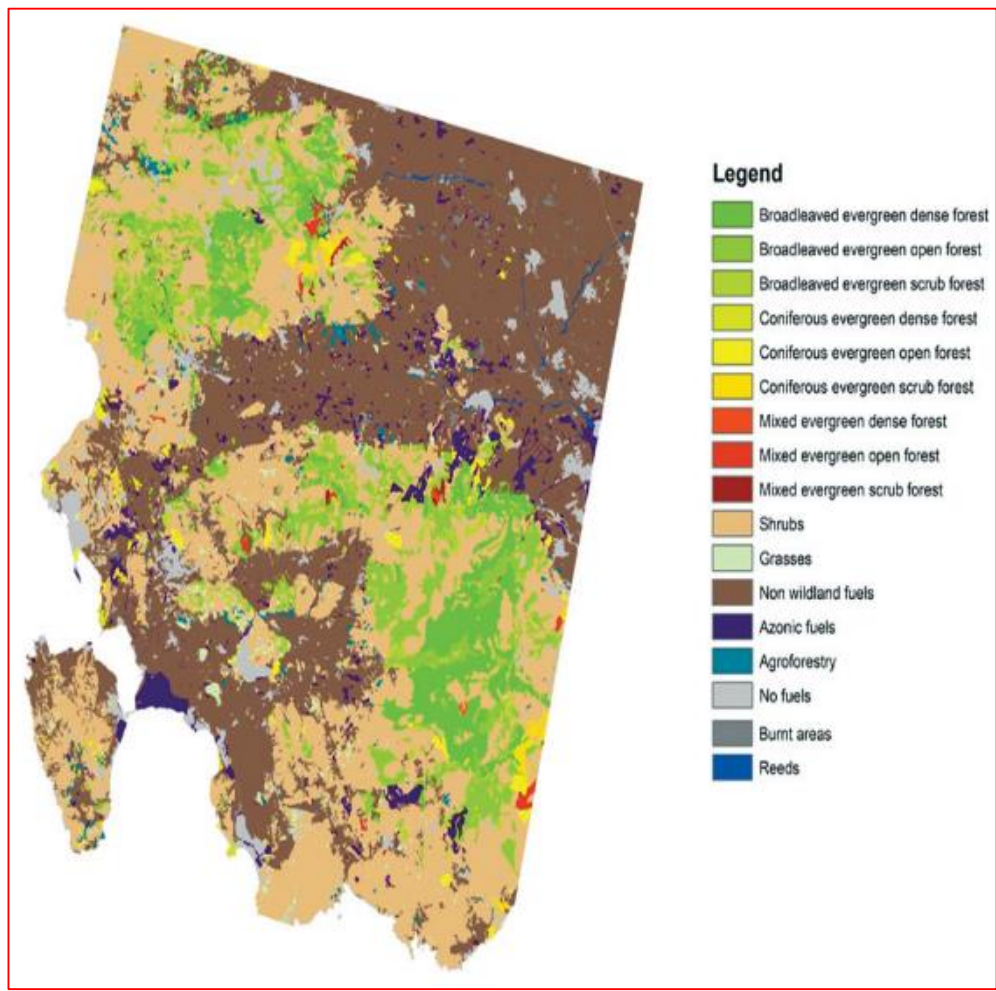 Legend
Broadleaved evergreen dense forest
Broadleaved evergreen open forest
Broadleaved evergreen scrub forest
Coniferous evergreen dense forest
Coniferous evergreen open forest
Coniferous evergreen scrub forest
Mixed evergreen dense forest
Mixed evergreen open forest
Mixed evergreen scrub forest
Shrubs
Grasses
Non wildland fuels
Azonic fuels
Agroforestry
No fuels
Burnt areas
Reeds